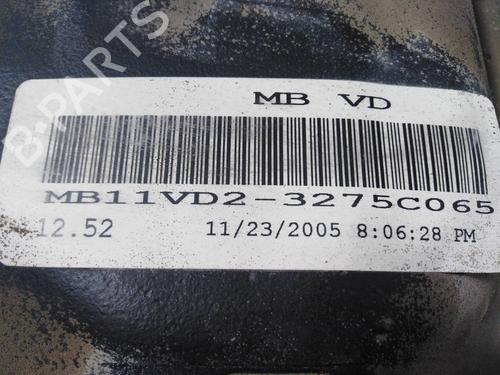 B-PARTS
MB VD
MB11VD2-3275C065
12.52 11/23/2005 8:06:28 PM